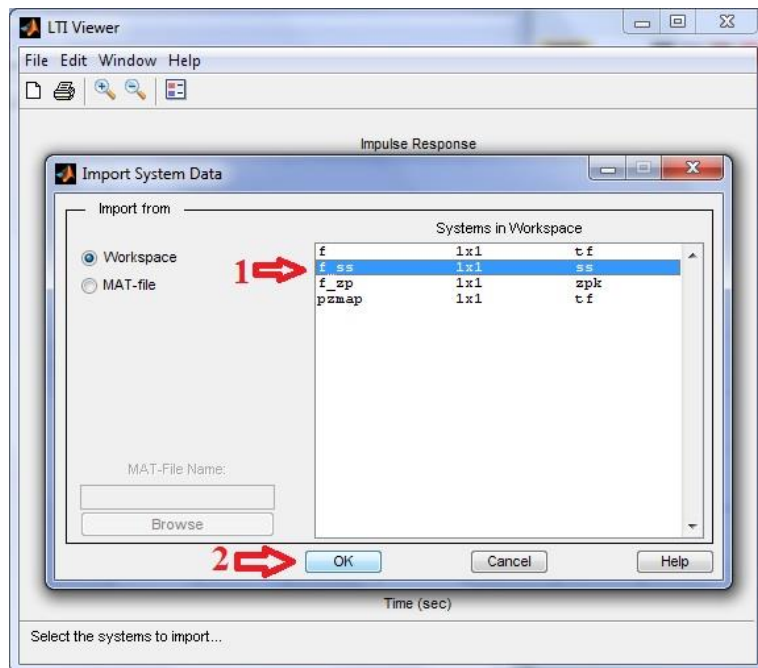 LTI Viewer
File Edit Window Help
Impulse Response
Import System Data
Import from
Systems in Workspace
Workspace
MAT-file
f 1x1 tf
1
f_ss 1x1 ss
f_zp 1x1 zpk
pzmap 1x1 tf
MAT-File Name:
Browse
2
OK Cancel Help
Time (sec)
Select the systems to import...